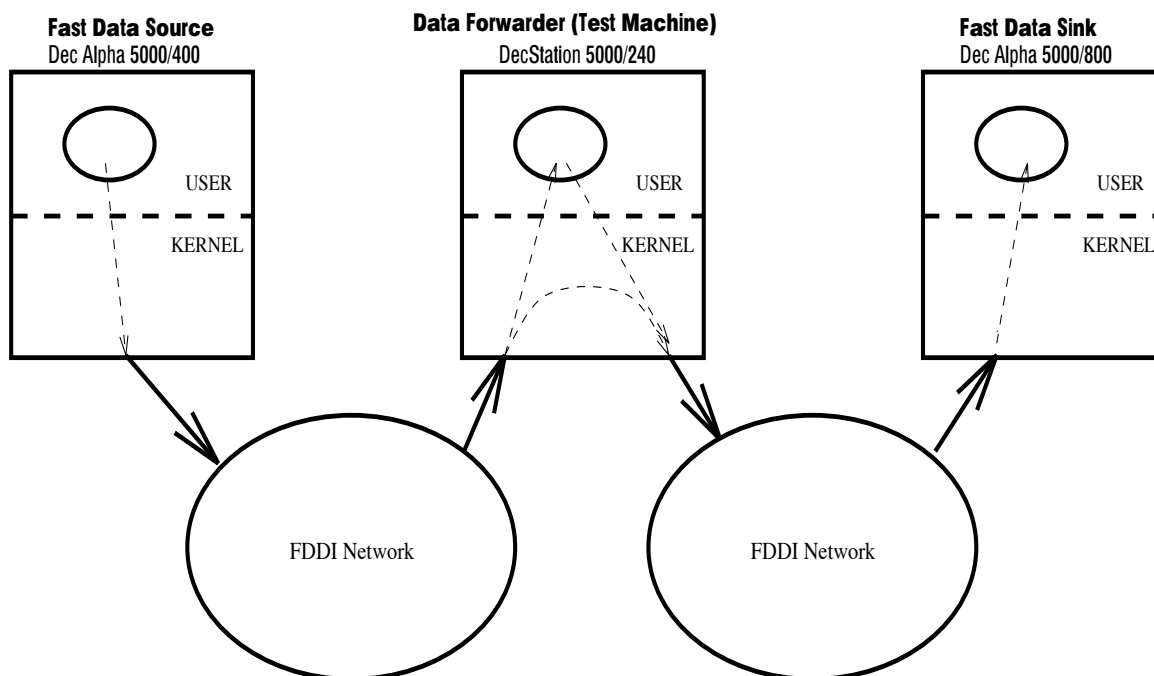 Fast Data Source
Dec Alpha 5000/400
Data Forwarder (Test Machine)
DecStation 5000/240
Fast Data Sink
Dec Alpha 5000/800
USER
KERNEL
USER
KERNEL
USER
KERNEL
FDDI Network
FDDI Network